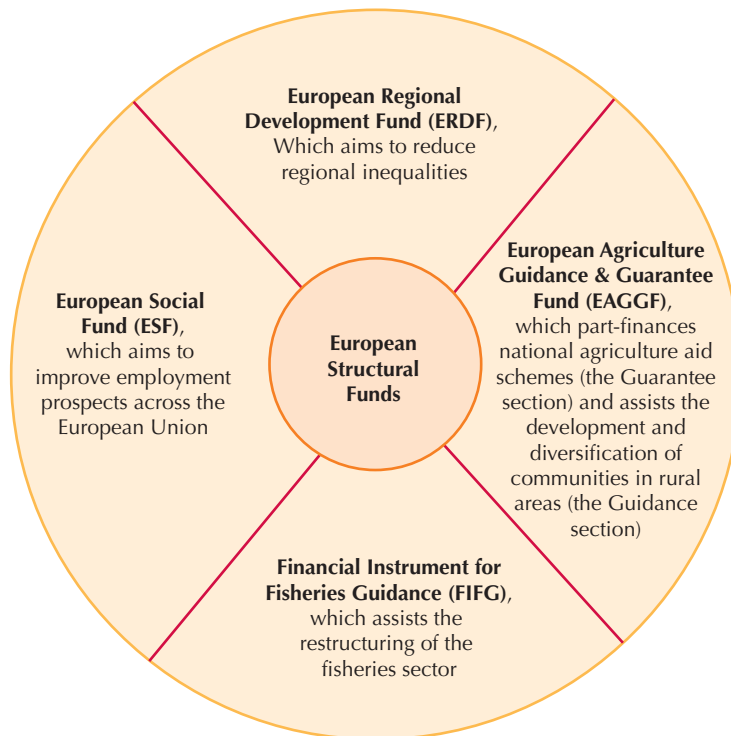 European Regional
Development Fund (ERDF),
Which aims to reduce
regional inequalities
European Agriculture
Guidance & Guarantee
Fund (EAGGF),
which part-finances
national agriculture aid
schemes (the Guarantee
section) and assists the
development and
diversification of
communities in rural
areas (the Guidance
section)
European Social
Fund (ESF),
which aims to
improve employment
prospects across the
European Union
European
Structural
Funds
Financial Instrument for
Fisheries Guidance (FIFG),
which assists the
restructuring of the
fisheries sector